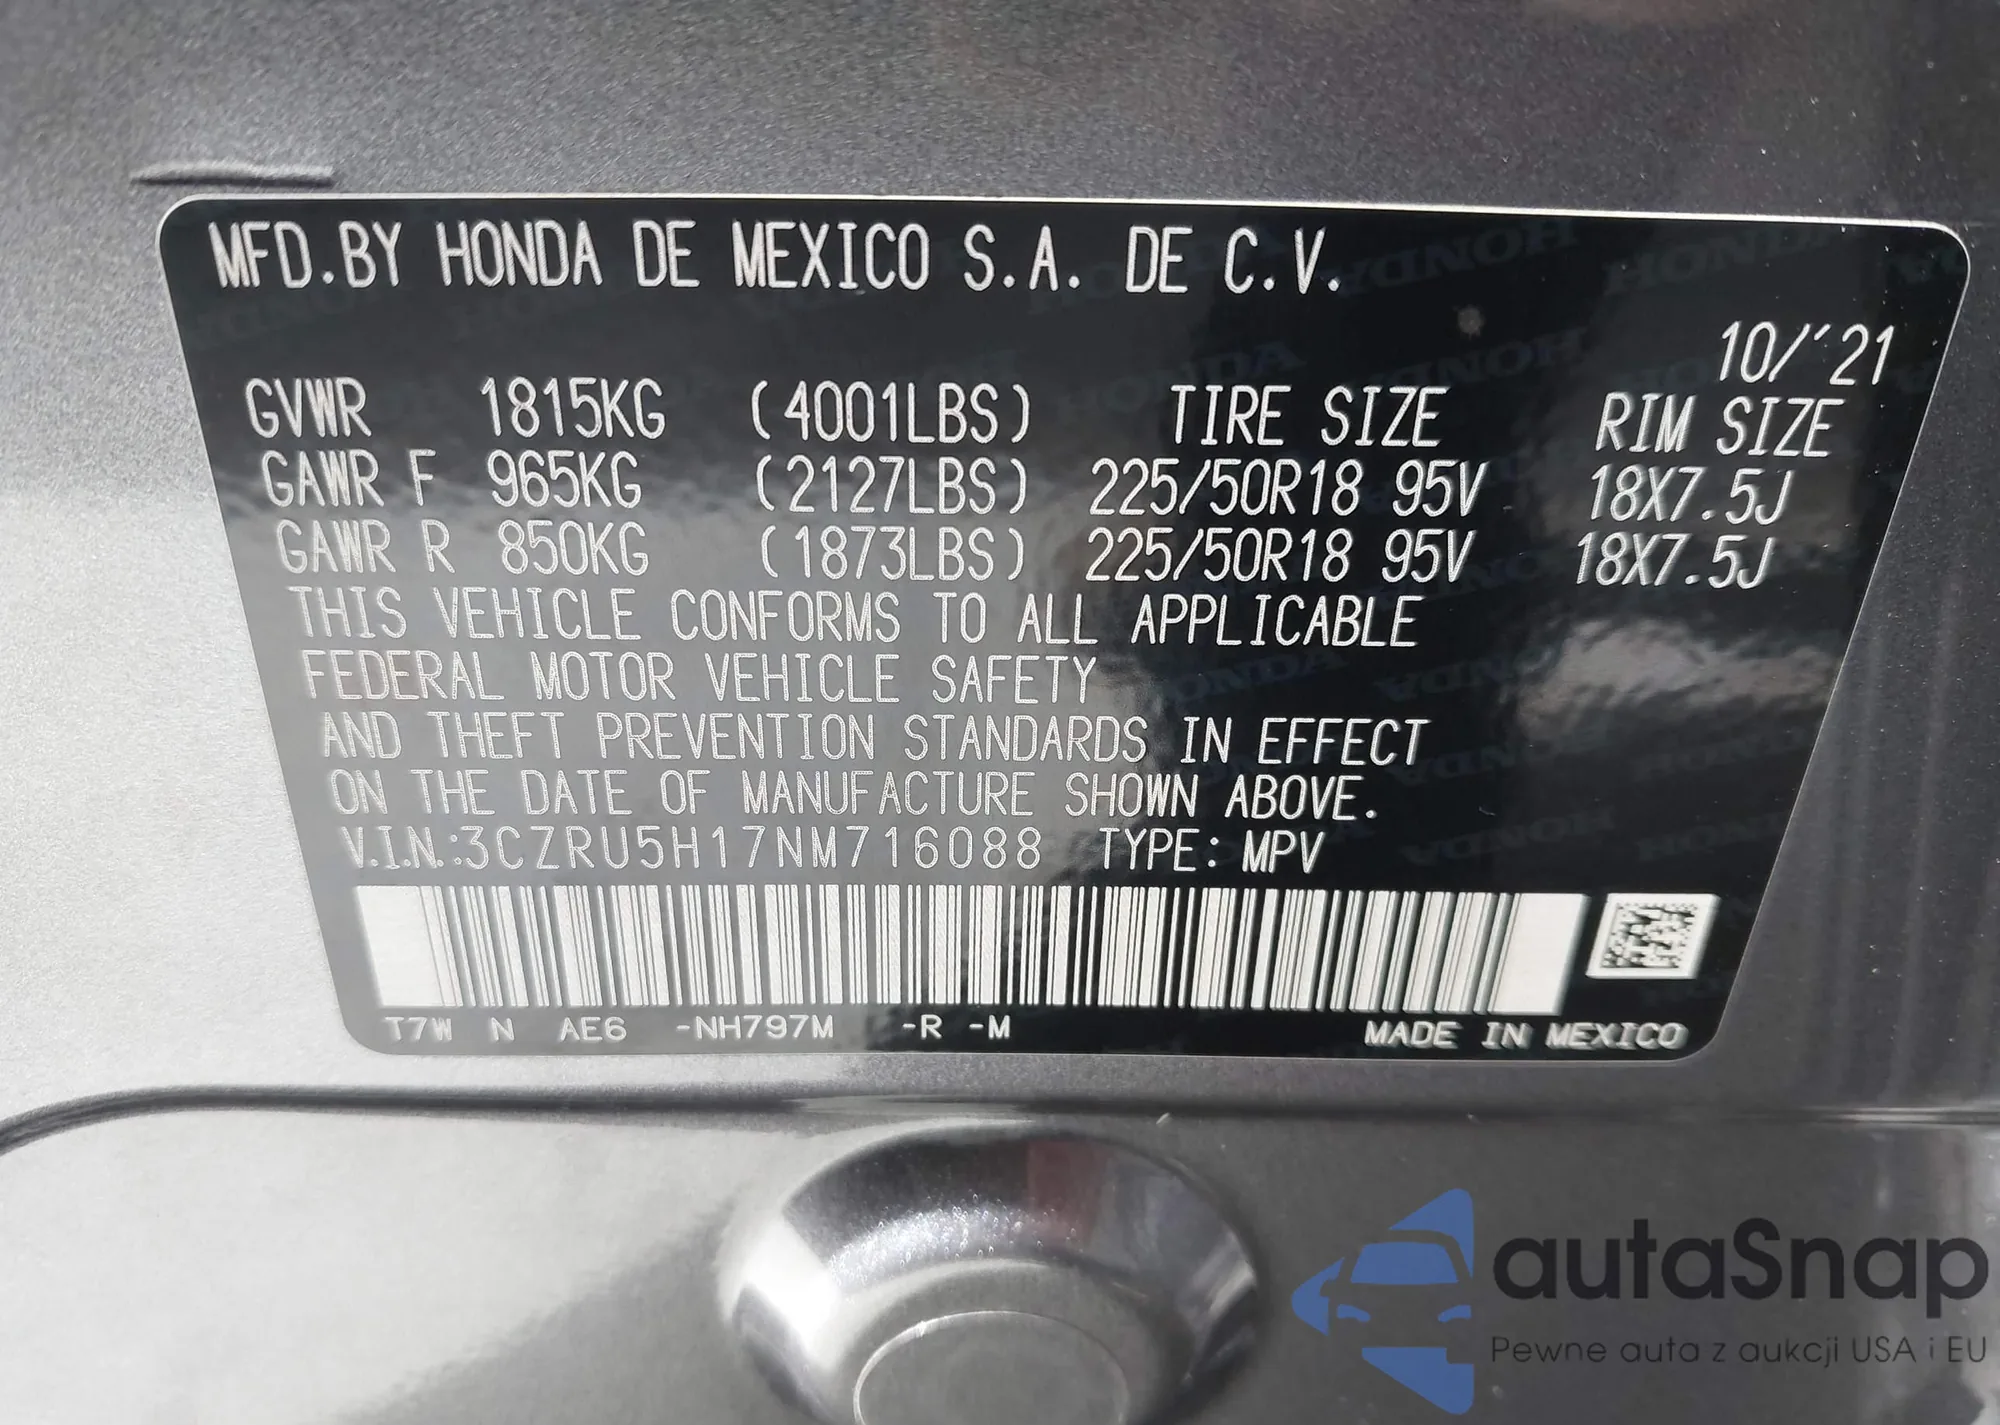 MFD.BY HONDA DE MEXICO S.A. DE C.V.
10/'21
GVWR 1815KG (4001LBS) TIRE SIZE RIM SIZE
GAWR F 965KG (2127LBS) 225/50R18 95V 18X7.5J
GAWR R 850KG (1873LBS) 225/50R18 95V 18X7.5J
THIS VEHICLE CONFORMS TO ALL APPLICABLE
FEDERAL MOTOR VEHICLE SAFETY
AND THEFT PREVENTION STANDARDS IN EFFECT
ON THE DATE OF MANUFACTURE SHOWN ABOVE.
V.I.N.:3CZRU5H17NM716088 TYPE: MPV
T7W N AE6 -NH797M -R -M MADE IN MEXICO
autaSnap
Pewne auta z aukcji USA i EU